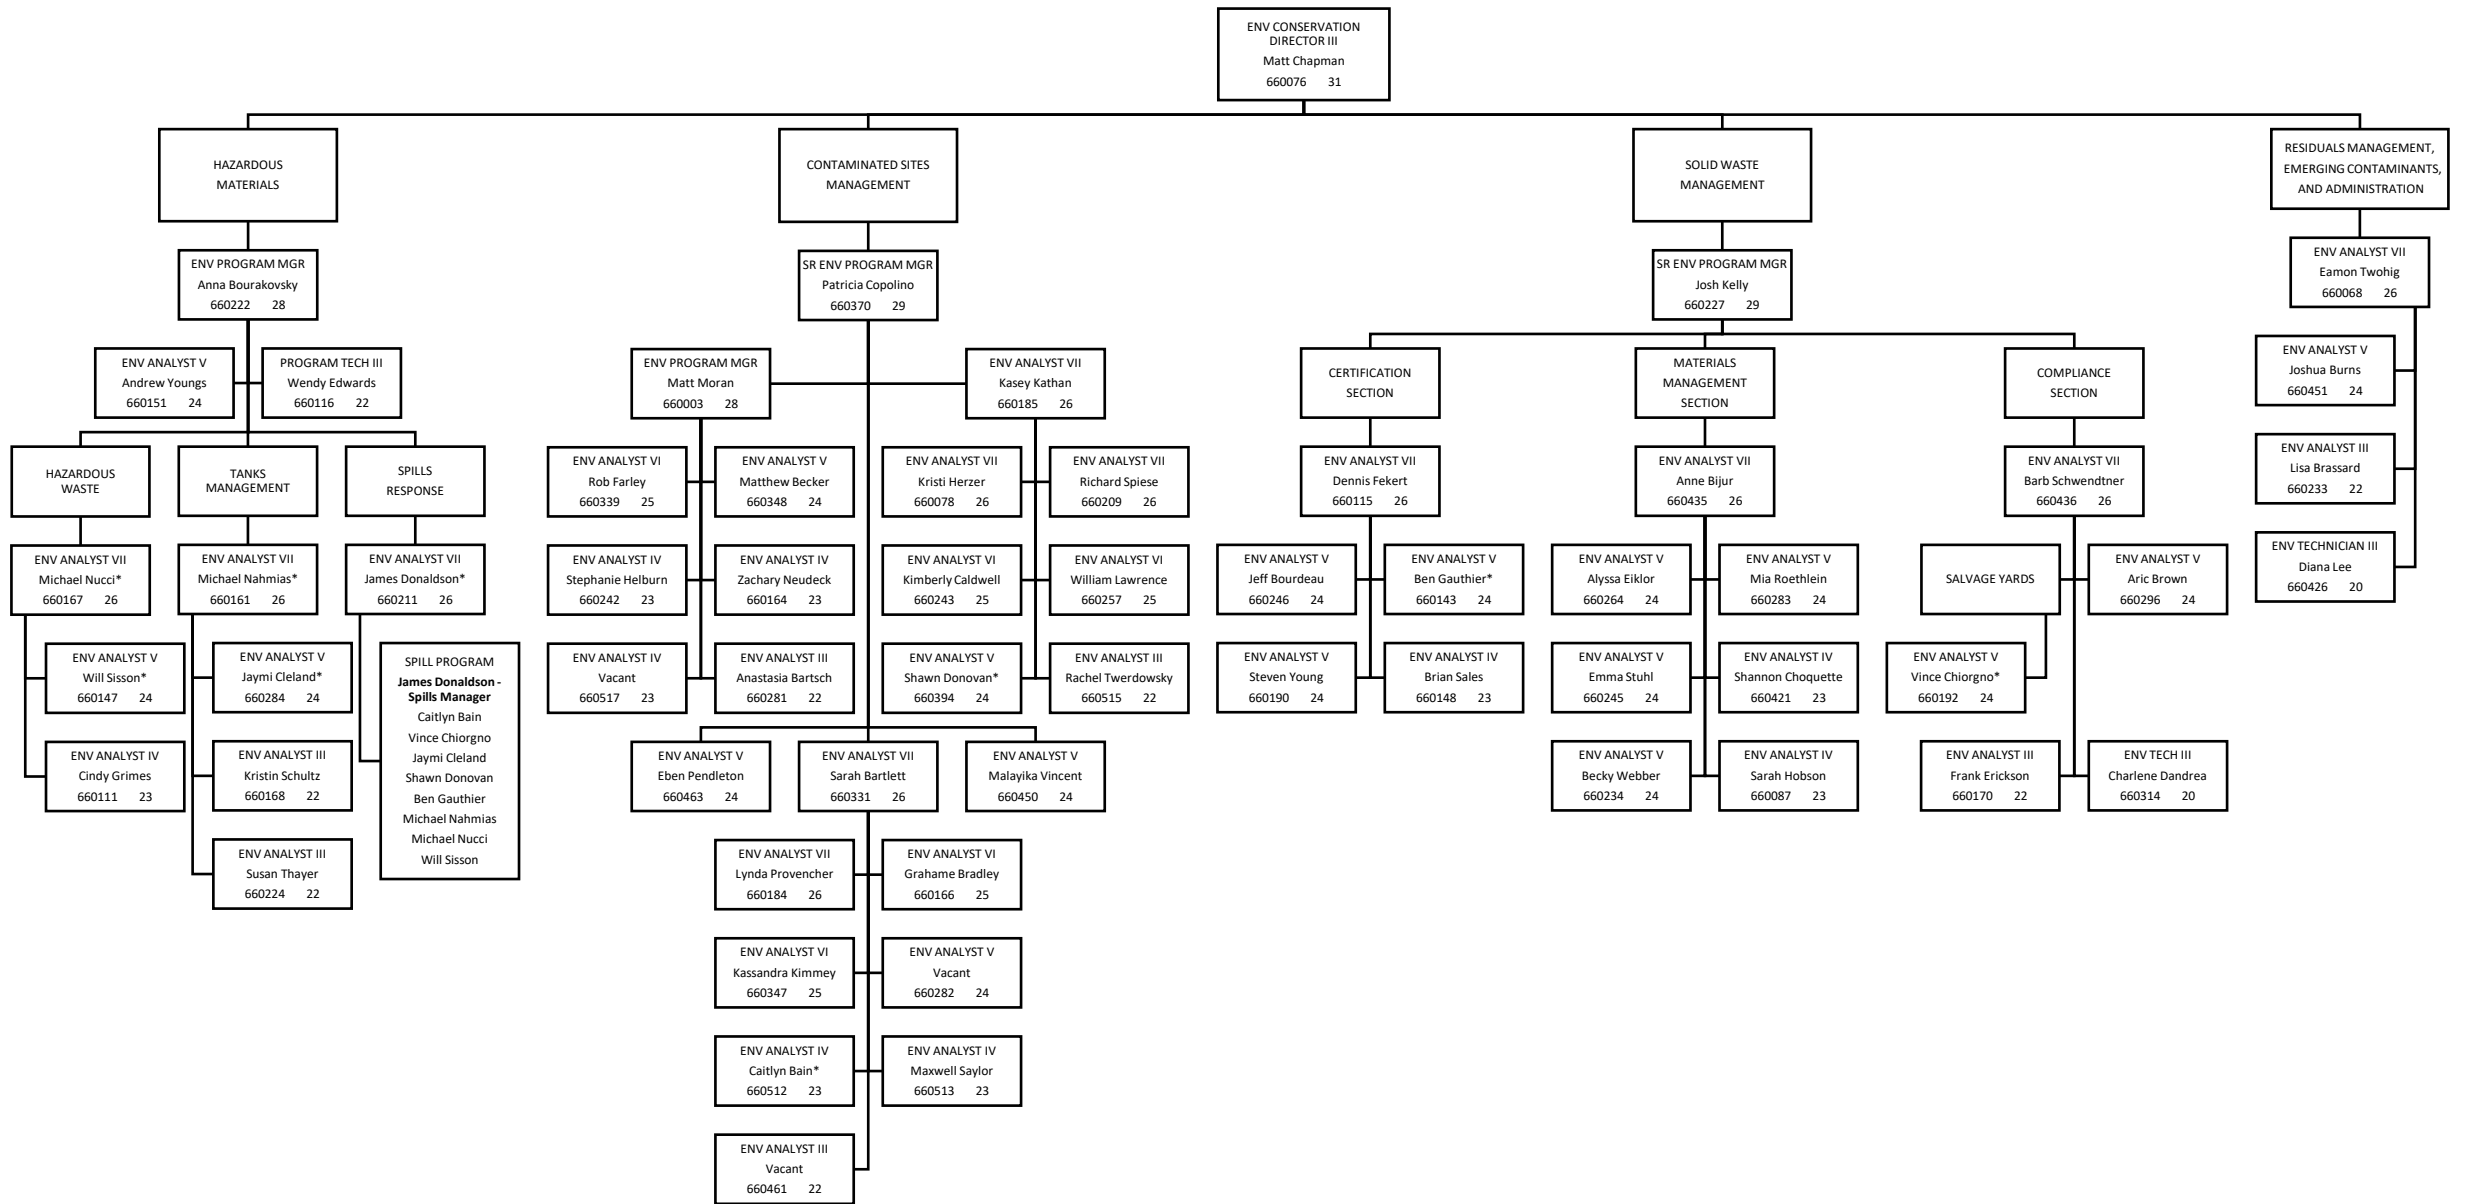 ENV CONSERVATION
DIRECTOR III
Matt Chapman
660076 31
HAZARDOUS
MATERIALS
CONTAMINATED SITES
MANAGEMENT
SOLID WASTE
MANAGEMENT
RESIDUALS MANAGEMENT,
EMERGING CONTAMINANTS,
AND ADMINISTRATION
ENV PROGRAM MGR
Anna Bourakovsky
660222 28
SR ENV PROGRAM MGR
Patricia Copolino
660370 29
SR ENV PROGRAM MGR
Josh Kelly
660227 29
ENV ANALYST VII
Eamon Twohig
660068 26
ENV ANALYST V
Andrew Youngs
660151 24
PROGRAM TECH III
Wendy Edwards
660116 22
HAZARDOUS
WASTE
TANKS
MANAGEMENT
SPILLS
RESPONSE
ENV ANALYST VII
Michael Nucci*
660167 26
ENV ANALYST VII
Michael Nahmias*
660161 26
ENV ANALYST VII
James Donaldson*
660211 26
ENV ANALYST V
Will Sisson*
660147 24
ENV ANALYST IV
Cindy Grimes
660111 23
ENV ANALYST V
Jaymi Cleland*
660284 24
ENV ANALYST III
Kristin Schultz
660168 22
ENV ANALYST III
Susan Thayer
660224 22
SPILL PROGRAM
James Donaldson -
Spills Manager
Caitlyn Bain
Vince Chiorgno
Jaymi Cleland
Shawn Donovan
Ben Gauthier
Michael Nahmias
Michael Nucci
Will Sisson
ENV PROGRAM MGR
Matt Moran
660003 28
ENV ANALYST VII
Kasey Kathan
660185 26
ENV ANALYST VI
Rob Farley
660339 25
ENV ANALYST V
Matthew Becker
660348 24
ENV ANALYST IV
Stephanie Helburn
660242 23
ENV ANALYST IV
Zachary Neudeck
660164 23
ENV ANALYST IV
Vacant
660517 23
ENV ANALYST III
Anastasia Bartsch
660281 22
ENV ANALYST VII
Kristi Herzer
660078 26
ENV ANALYST VII
Richard Spiese
660209 26
ENV ANALYST VI
Kimberly Caldwell
660243 25
ENV ANALYST VI
William Lawrence
660257 25
ENV ANALYST V
Shawn Donovan*
660394 24
ENV ANALYST III
Rachel Twerdowsky
660515 22
ENV ANALYST V
Eben Pendleton
660463 24
ENV ANALYST VII
Sarah Bartlett
660331 26
ENV ANALYST V
Malayika Vincent
660450 24
ENV ANALYST VII
Lynda Provencher
660184 26
ENV ANALYST VI
Grahame Bradley
660166 25
ENV ANALYST VI
Kassandra Kimmey
660347 25
ENV ANALYST V
Vacant
660282 24
ENV ANALYST IV
Caitlyn Bain*
660512 23
ENV ANALYST IV
Maxwell Saylor
660513 23
ENV ANALYST III
Vacant
660461 22
CERTIFICATION
SECTION
MATERIALS
MANAGEMENT
SECTION
COMPLIANCE
SECTION
ENV ANALYST VII
Dennis Fekert
660115 26
ENV ANALYST VII
Anne Bijur
660435 26
ENV ANALYST VII
Barb Schwendtner
660436 26
ENV ANALYST V
Jeff Bourdeau
660246 24
ENV ANALYST V
Ben Gauthier*
660143 24
ENV ANALYST V
Steven Young
660190 24
ENV ANALYST IV
Brian Sales
660148 23
ENV ANALYST V
Alyssa Eiklor
660264 24
ENV ANALYST V
Mia Roethlein
660283 24
ENV ANALYST V
Emma Stuhl
660245 24
ENV ANALYST IV
Shannon Choquette
660421 23
ENV ANALYST V
Becky Webber
660234 24
ENV ANALYST IV
Sarah Hobson
660087 23
SALVAGE YARDS
ENV ANALYST V
Aric Brown
660296 24
ENV ANALYST V
Vince Chiorgno*
660192 24
ENV ANALYST III
Frank Erickson
660170 22
ENV TECH III
Charlene Dandrea
660314 20
ENV ANALYST V
Joshua Burns
660451 24
ENV ANALYST III
Lisa Brassard
660233 22
ENV TECHNICIAN III
Diana Lee
660426 20